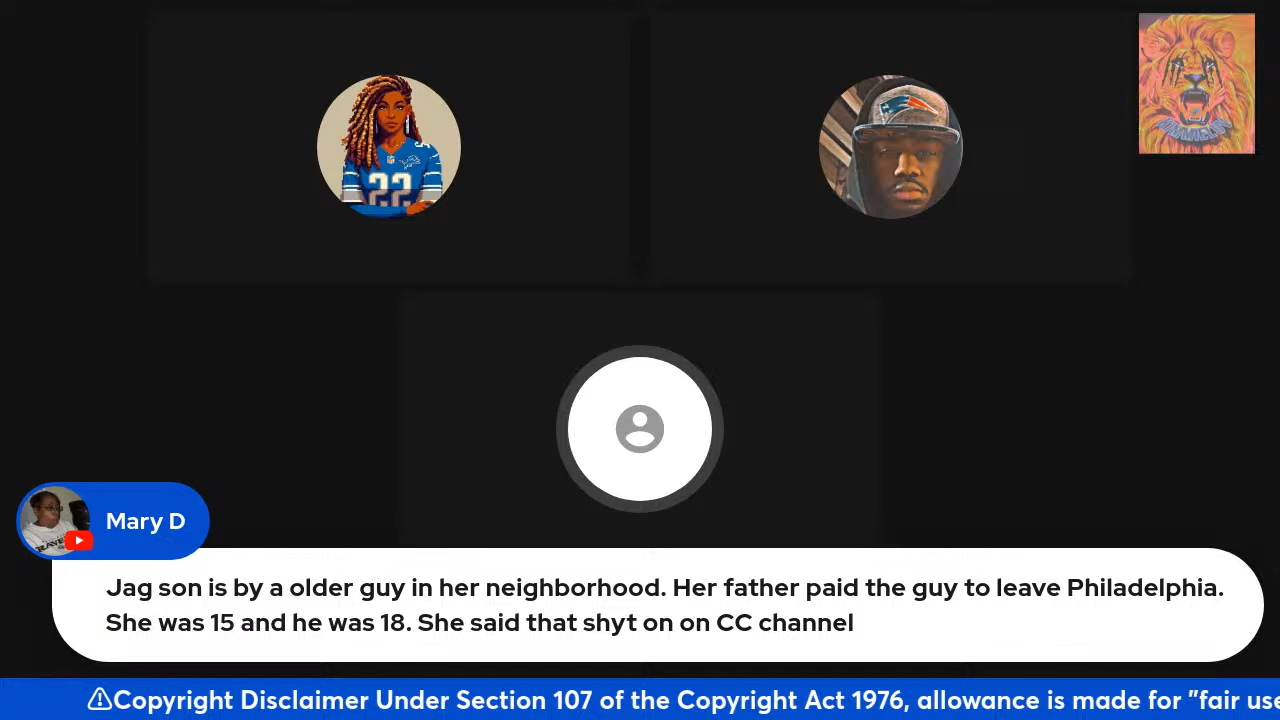 22
Mary D
Jag son is by a older guy in her neighborhood. Her father paid the guy to leave Philadelphia.
She was 15 and he was 18. She said that shyt on on CC channel
⚠Copyright Disclaimer Under Section 107 of the Copyright Act 1976, allowance is made for "fair use